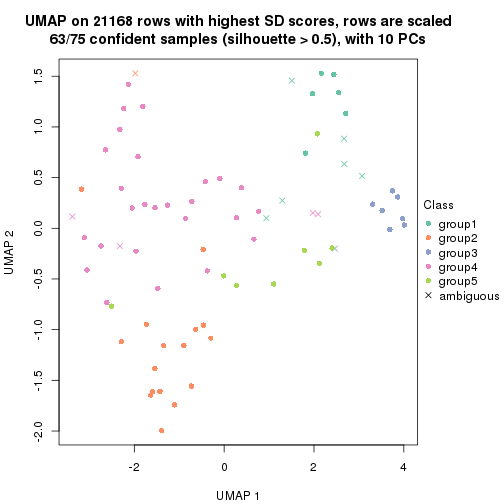 UMAP on 21168 rows with highest SD scores, rows are scaled
63/75 confident samples (silhouette > 0.5), with 10 PCs
1.5
1.0
0.5
0.0
-0.5
-1.0
-1.5
-2.0
UMAP 2
-2
0
2
4
UMAP 1
Class
group1
group2
group3
group4
group5
ambiguous